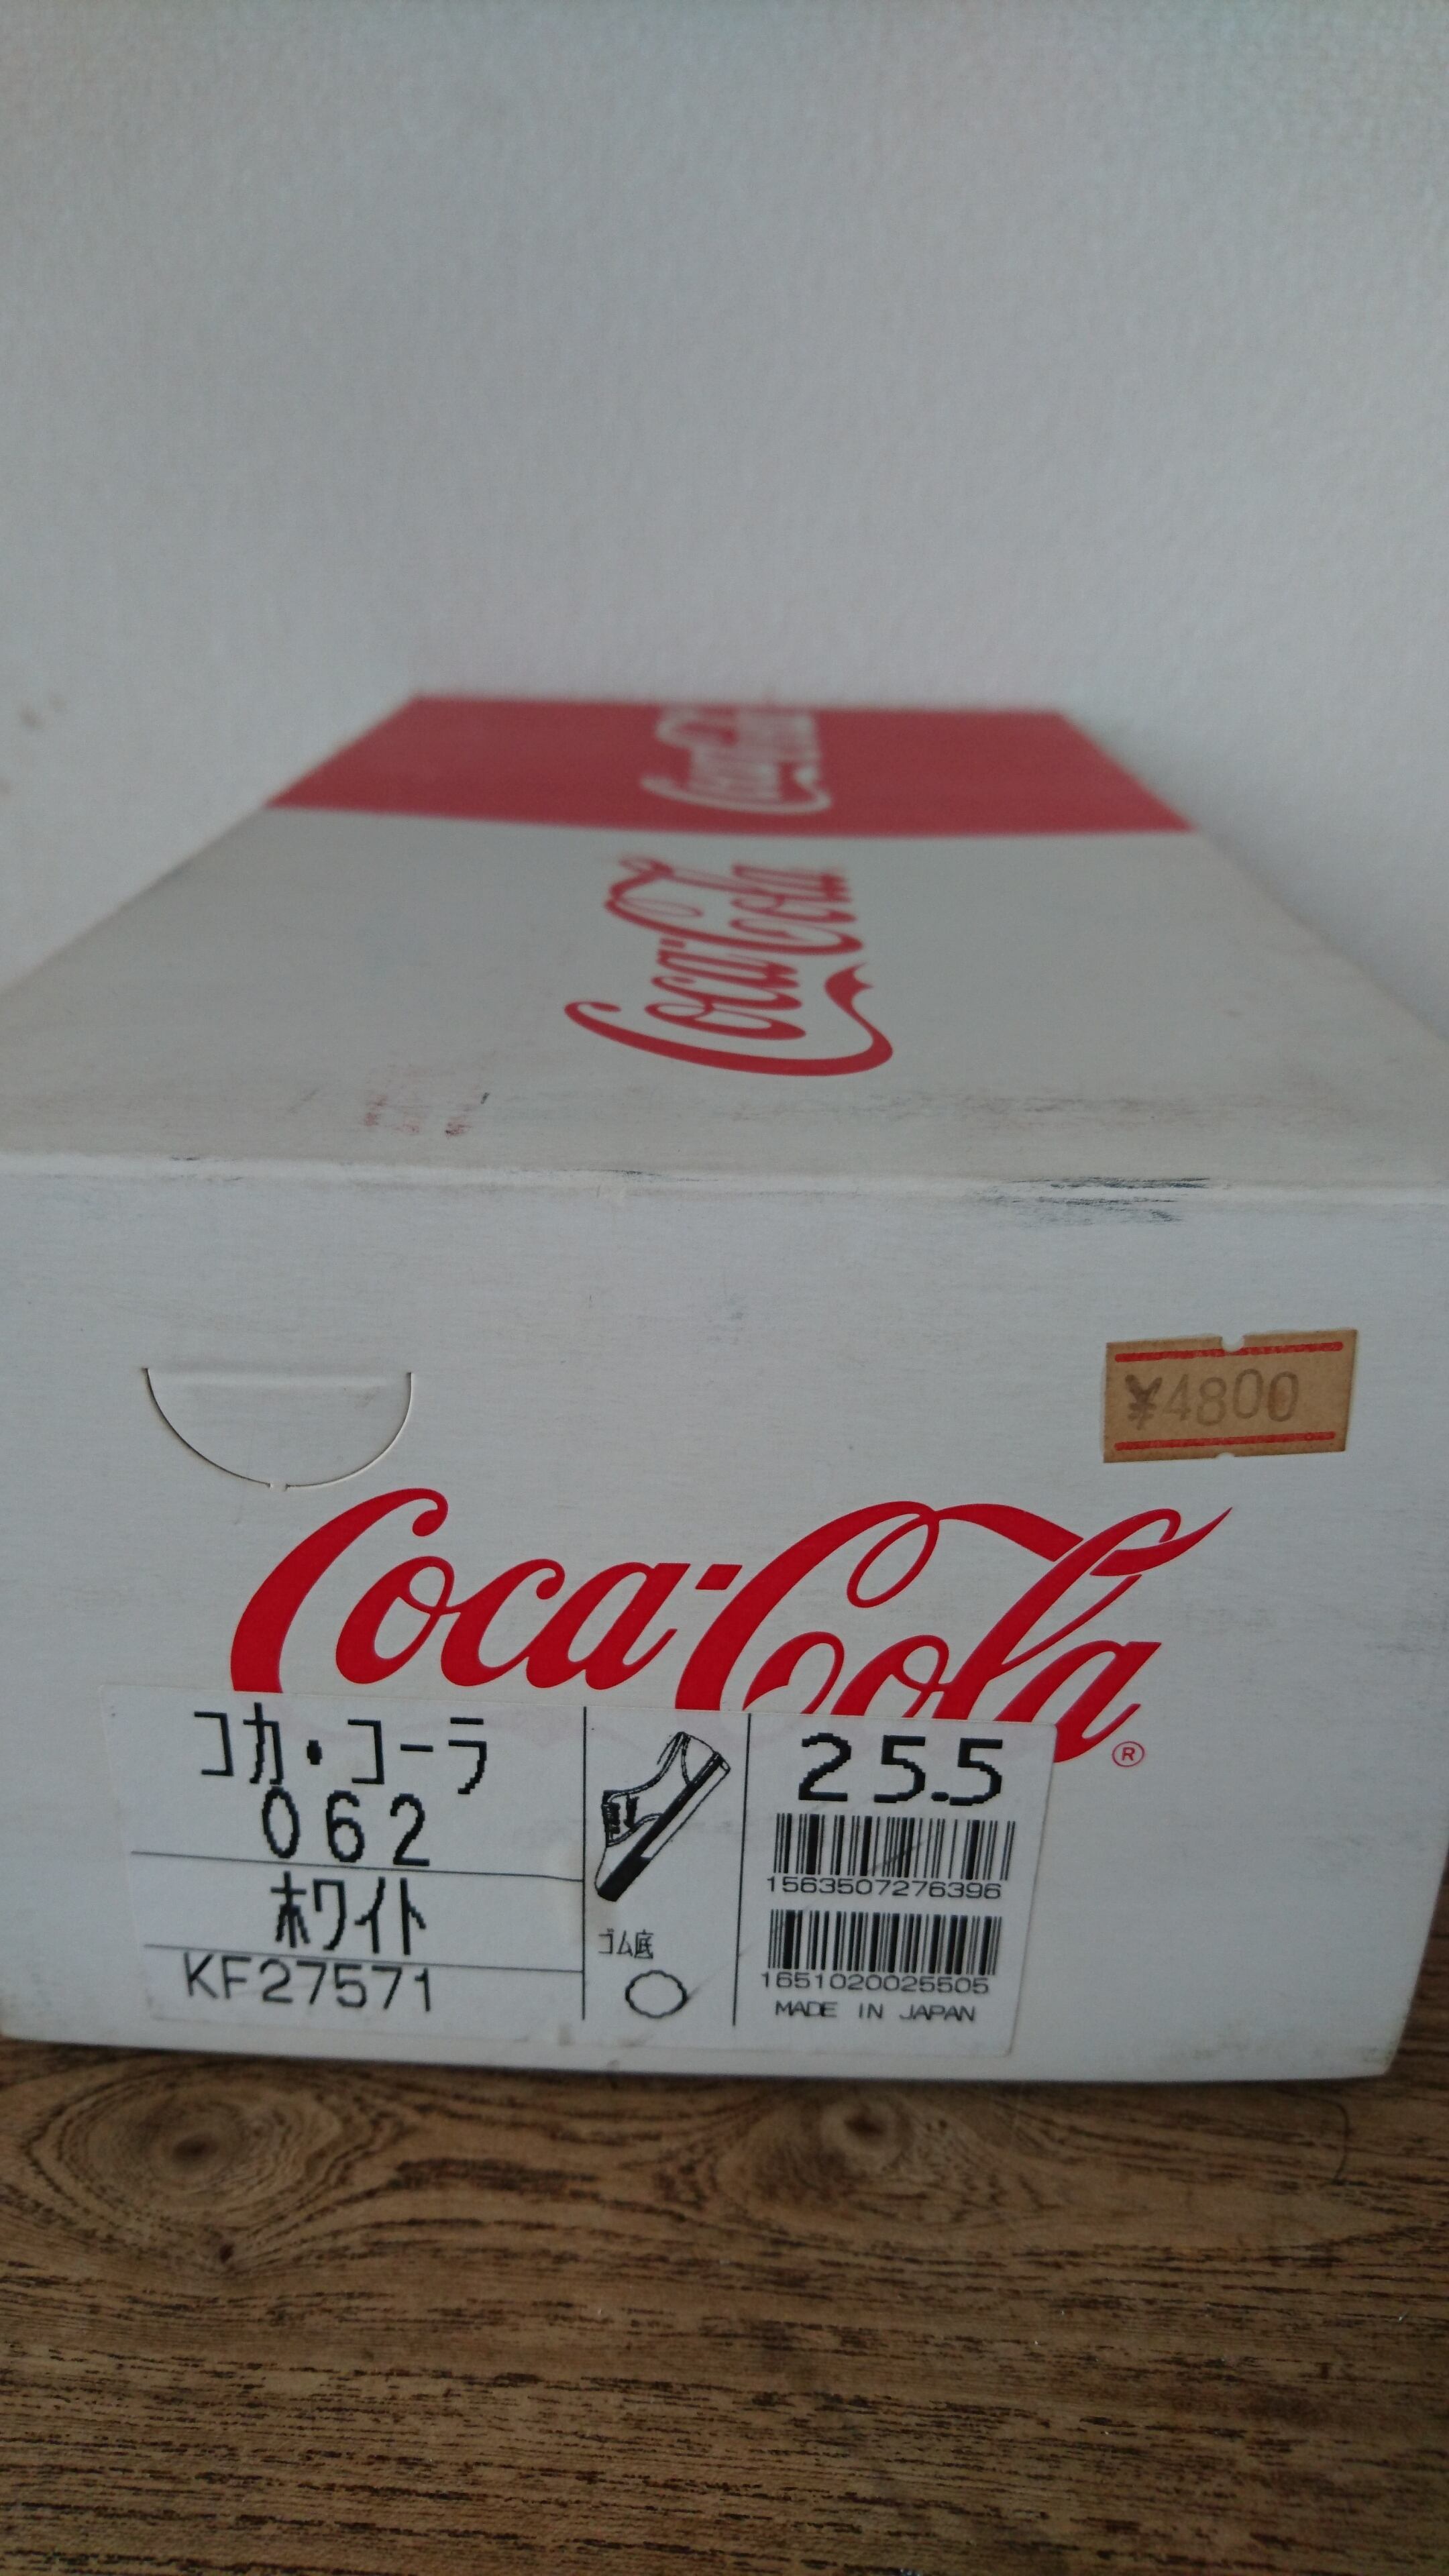 Coca-Cola
Coca-Cola
¥4800
Coca-Cola®
コカ・コーラ
062
ホワイト
KF27571
ゴム底
25.5
1563507276396
1651020025505
MADE IN JAPAN